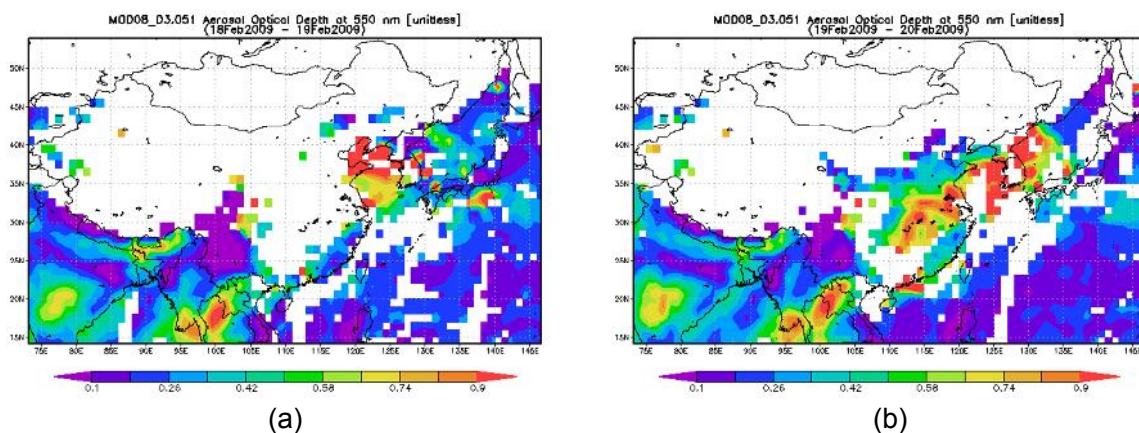 MOD08_D3.051 Aerosol Optical Depth at 550 nm [unitless]
(18Feb2009 – 19Feb2009)
50N
45N
40N
35N
30N
25N
20N
15N
75E 80E 85E 90E 95E 100E 105E 110E 115E 120E 125E 130E 135E 140E 145E
0.1 0.26 0.42 0.58 0.74 0.9
(a)
MOD08_D3.051 Aerosol Optical Depth at 550 nm [unitless]
(19Feb2009 – 20Feb2009)
50N
45N
40N
35N
30N
25N
20N
15N
75E 80E 85E 90E 95E 100E 105E 110E 115E 120E 125E 130E 135E 140E 145E
0.1 0.26 0.42 0.58 0.74 0.9
(b)